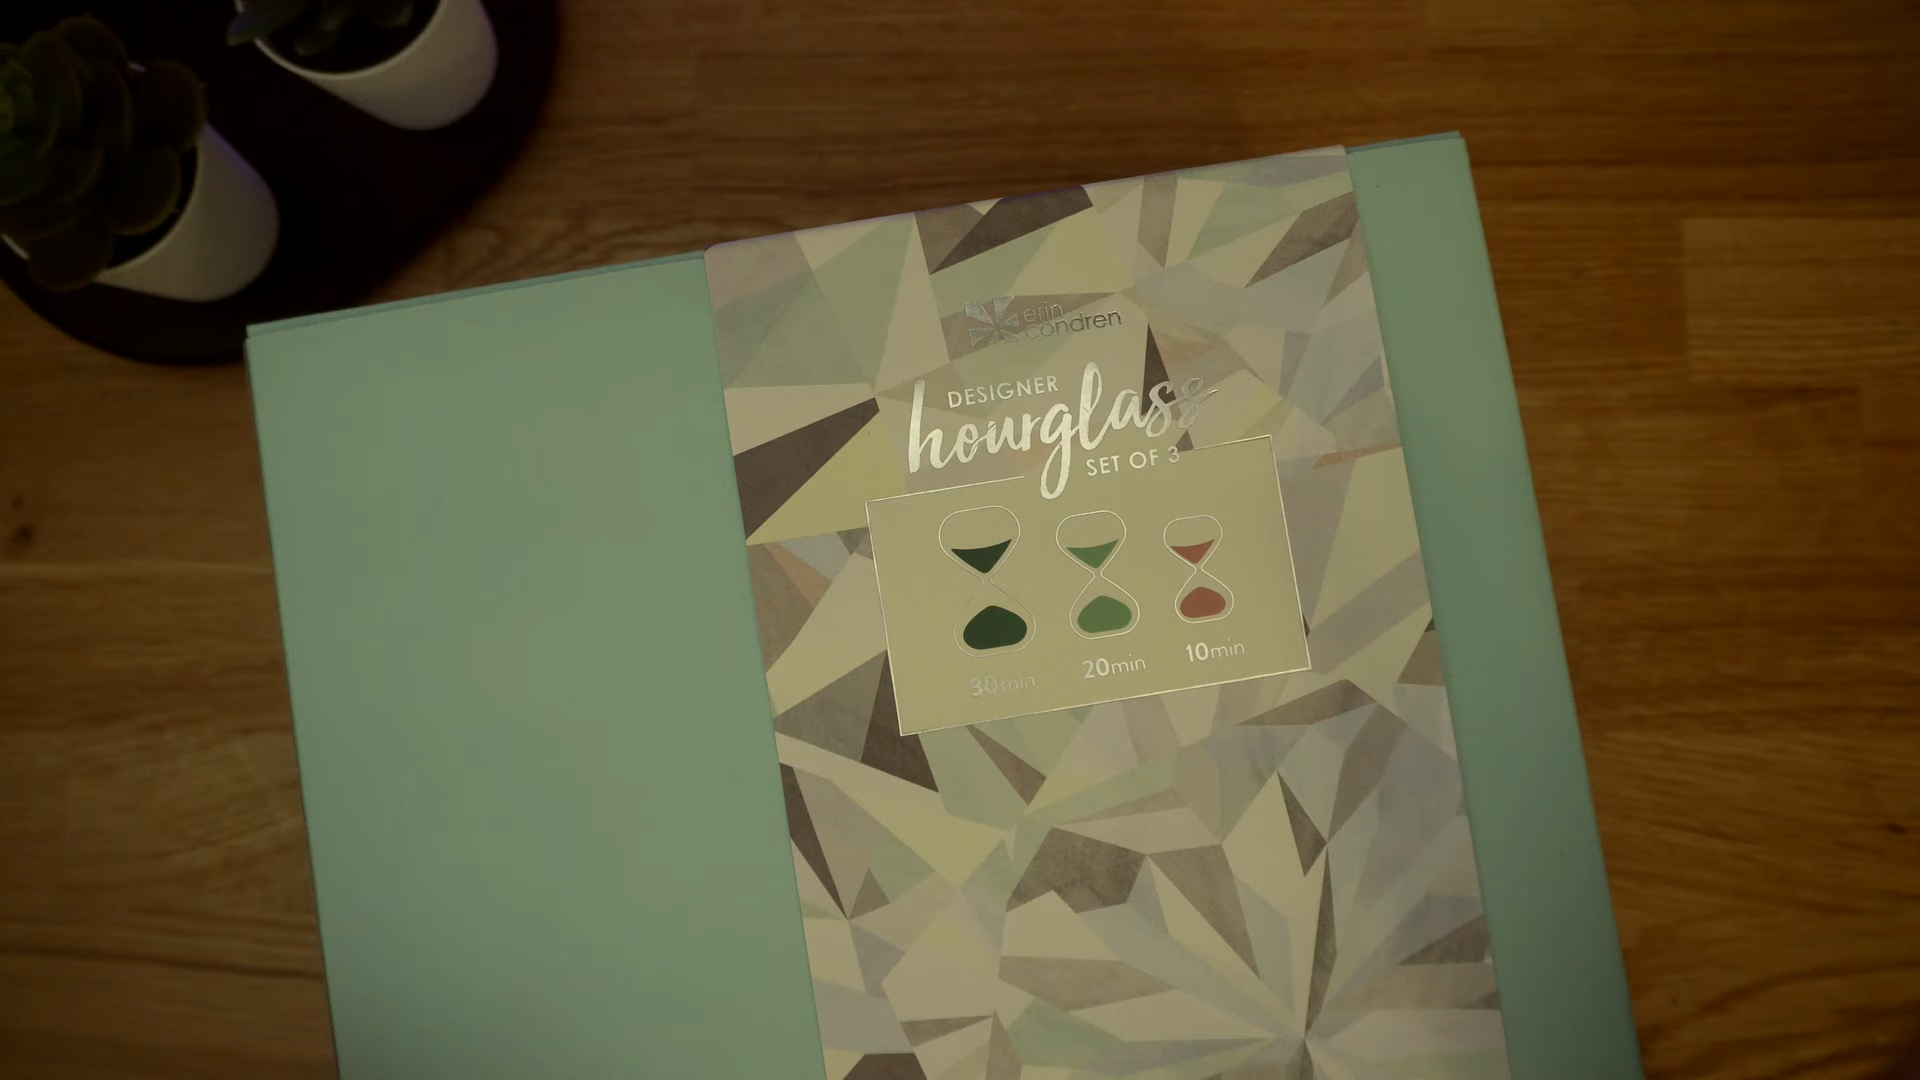 erin
condren
DESIGNER
hourglass
SET OF 3
30min
20min
10min